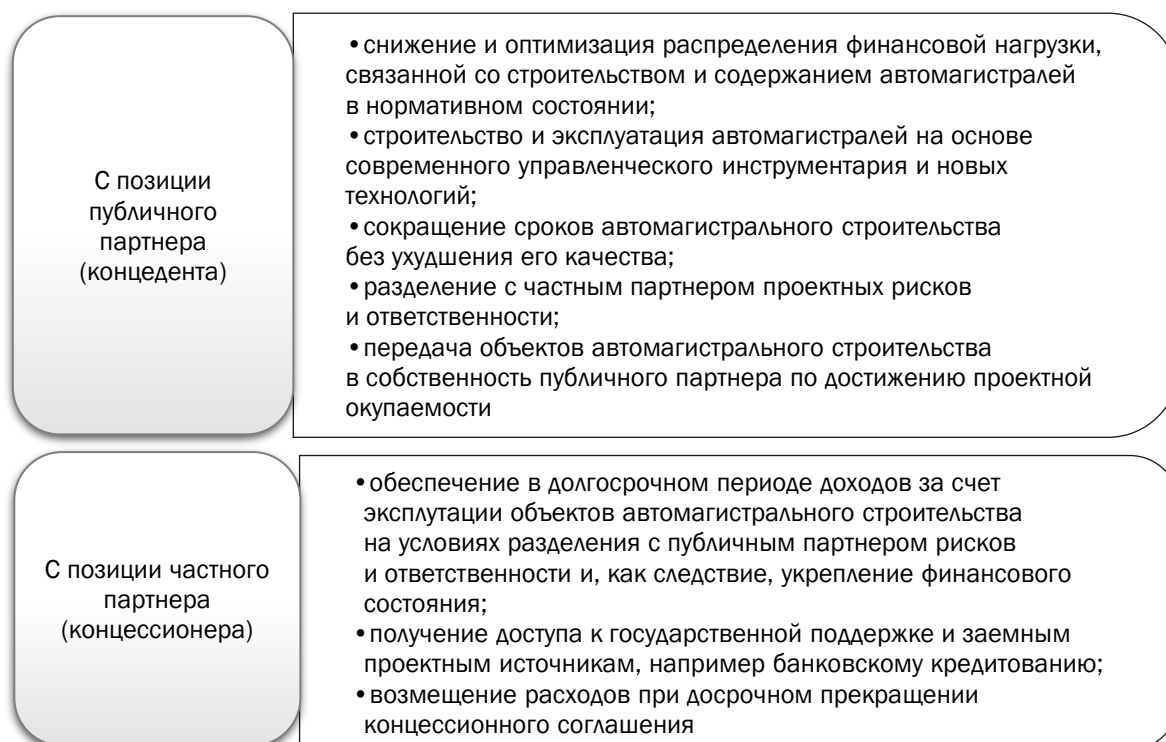 С позиции
публичного
партнера
(концедента)
•снижение и оптимизация распределения финансовой нагрузки,
связанной со строительством и содержанием автомагистралей
в нормативном состоянии;
•строительство и эксплуатация автомагистралей на основе
современного управленческого инструментария и новых
технологий;
•сокращение сроков автомагистрального строительства
без ухудшения его качества;
•разделение с частным партнером проектных рисков
и ответственности;
•передача объектов автомагистрального строительства
в собственность публичного партнера по достижению проектной
окупаемости
С позиции частного
партнера
(концессионера)
•обеспечение в долгосрочном периоде доходов за счет
эксплутации объектов автомагистрального строительства
на условиях разделения с публичным партнером рисков
и ответственности и, как следствие, укрепление финансового
состояния;
•получение доступа к государственной поддержке и заемным
проектным источникам, например банковскому кредитованию;
•возмещение расходов при досрочном прекращении
концессионного соглашения